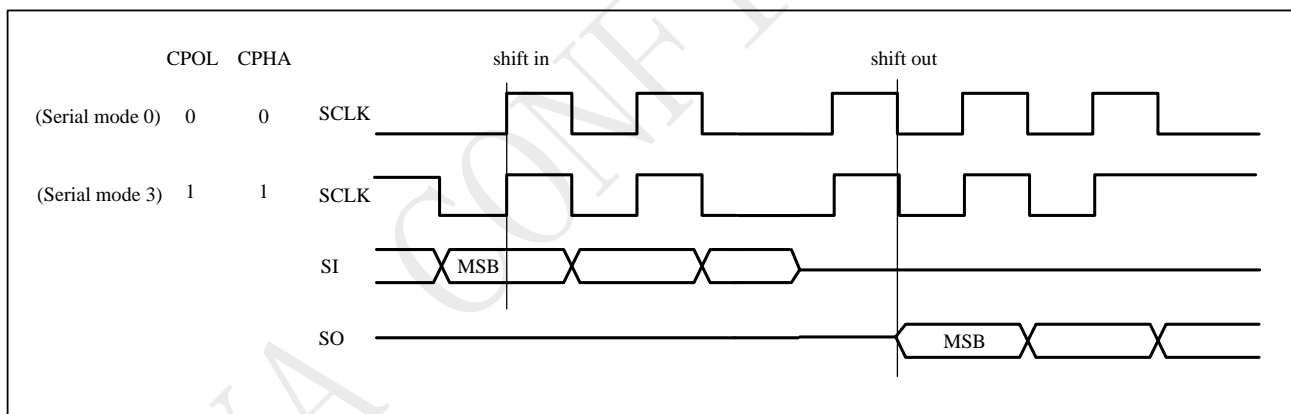 CPOL CPHA shift in shift out
(Serial mode 0) 0 0 SCLK
(Serial mode 3) 1 1 SCLK
SI MSB
SO MSB